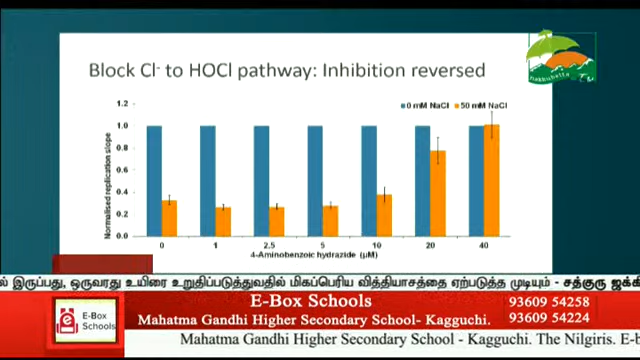 Block Cl⁻ to HOCl pathway: Inhibition reversed
0 mM NaCl 50 mM NaCl
Normalised replication slope
1.2
1.0
0.8
0.6
0.4
0.2
0.0
0 1 2.5 5 10 20 40
4-Aminobenzoic hydrazide (µM)
ல் இருப்பது, ஒருவரது உயிரை உறுதிப்படுத்துவதில் மிகப்பெரிய வித்தியாசத்தை ஏற்படுத்த முடியும் - சத்குரு ஜக்கி
E-Box Schools
E-Box Schools
93609 54258
Mahatma Gandhi Higher Secondary School- Kagguchi.
93609 54224
Mahatma Gandhi Higher Secondary School- Kagguchi. The Nilgiris. E-